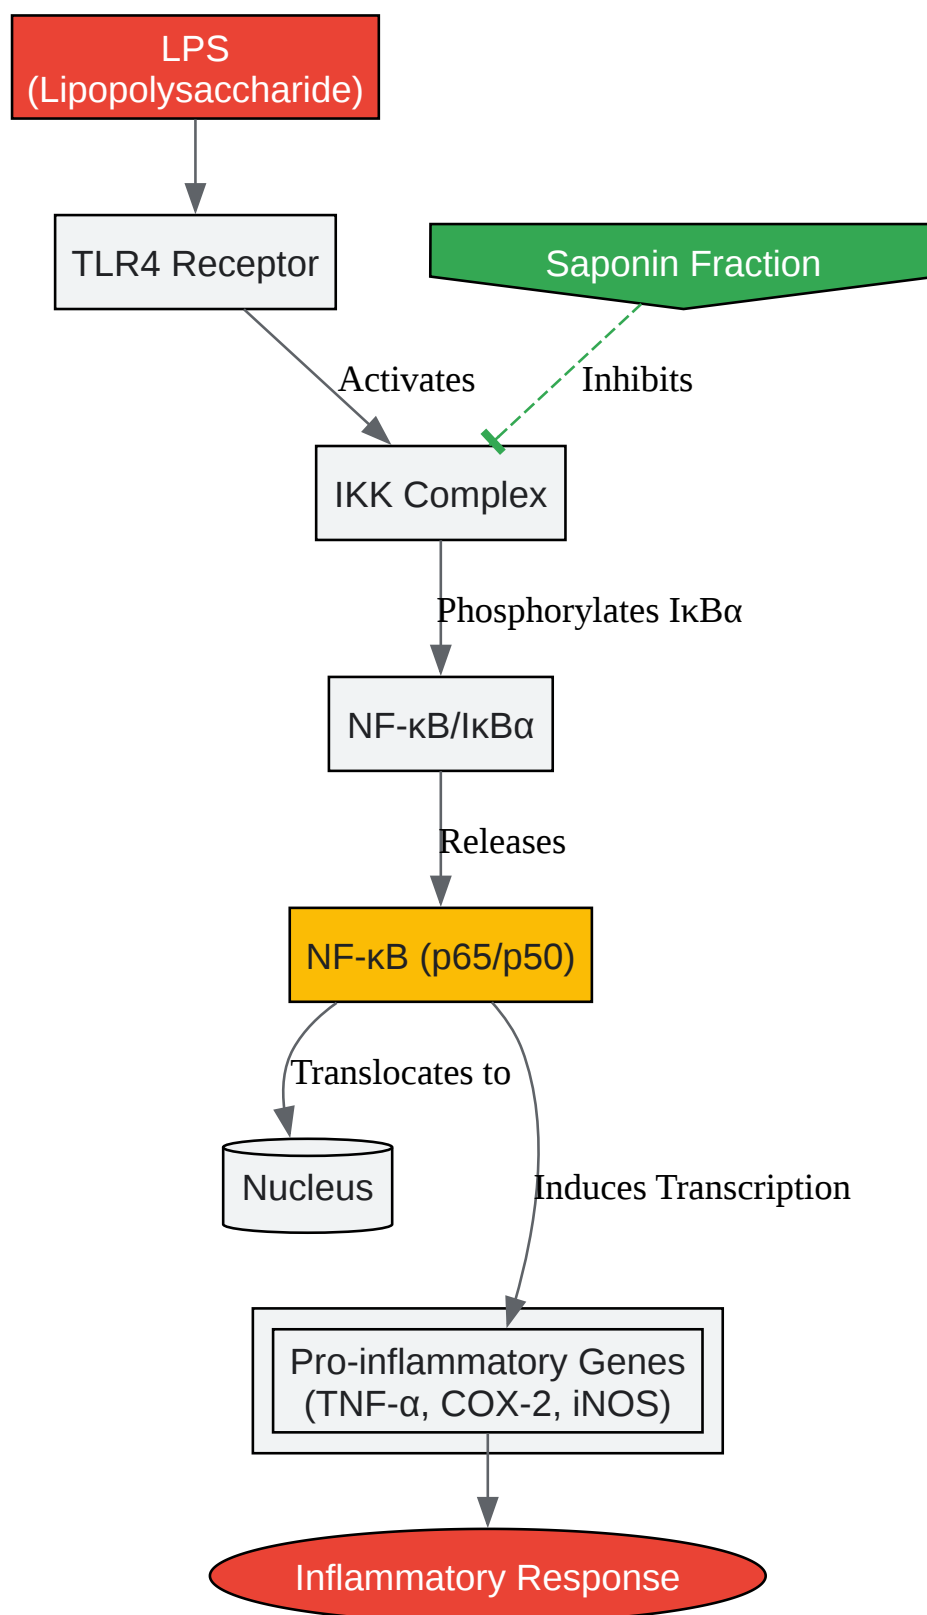 LPS
(Lipopolysaccharide)
TLR4 Receptor
Saponin Fraction
Activates
Inhibits
IKK Complex
Phosphorylates IκBα
NF-κB/IκBα
Releases
NF-κB (p65/p50)
Translocates to
Nucleus
Induces Transcription
Pro-inflammatory Genes
(TNF-α, COX-2, iNOS)
Inflammatory Response